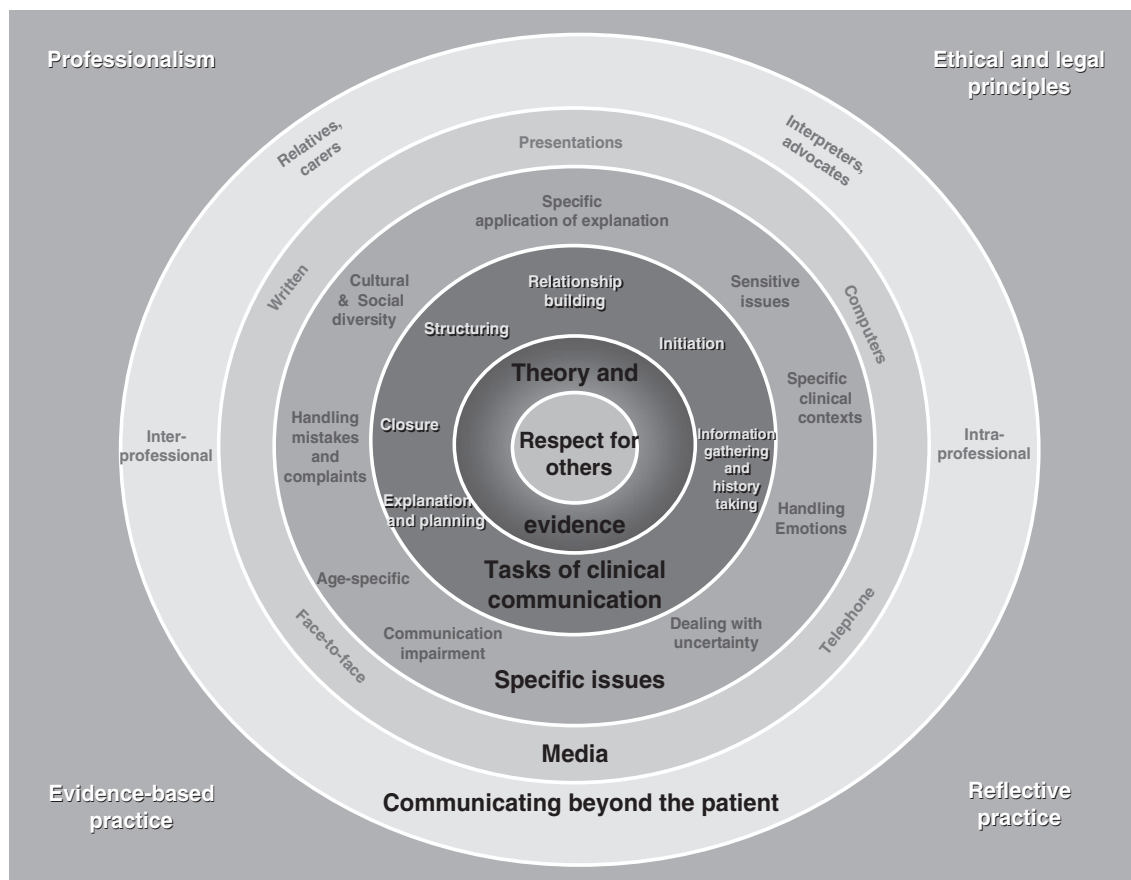 Professionalism
Ethical and legal
principles
Relatives,
carers
Interpreters,
advocates
Presentations
Specific
application of explanation
Written
Cultural
& Social
diversity
Relationship
building
Sensitive
issues
Computers
Structuring
Initiation
Theory and
Specific
clinical
contexts
Handling
mistakes
and
complaints
Closure
Respect for
others
Information
gathering
and
history
taking
Inter-
professional
Intra-
professional
Explanation
and planning
evidence
Handling
Emotions
Tasks of clinical
communication
Age-specific
Face-to-face
Communication
impairment
Dealing with
uncertainty
Telephone
Specific issues
Media
Communicating beyond the patient
Evidence-based
practice
Reflective
practice